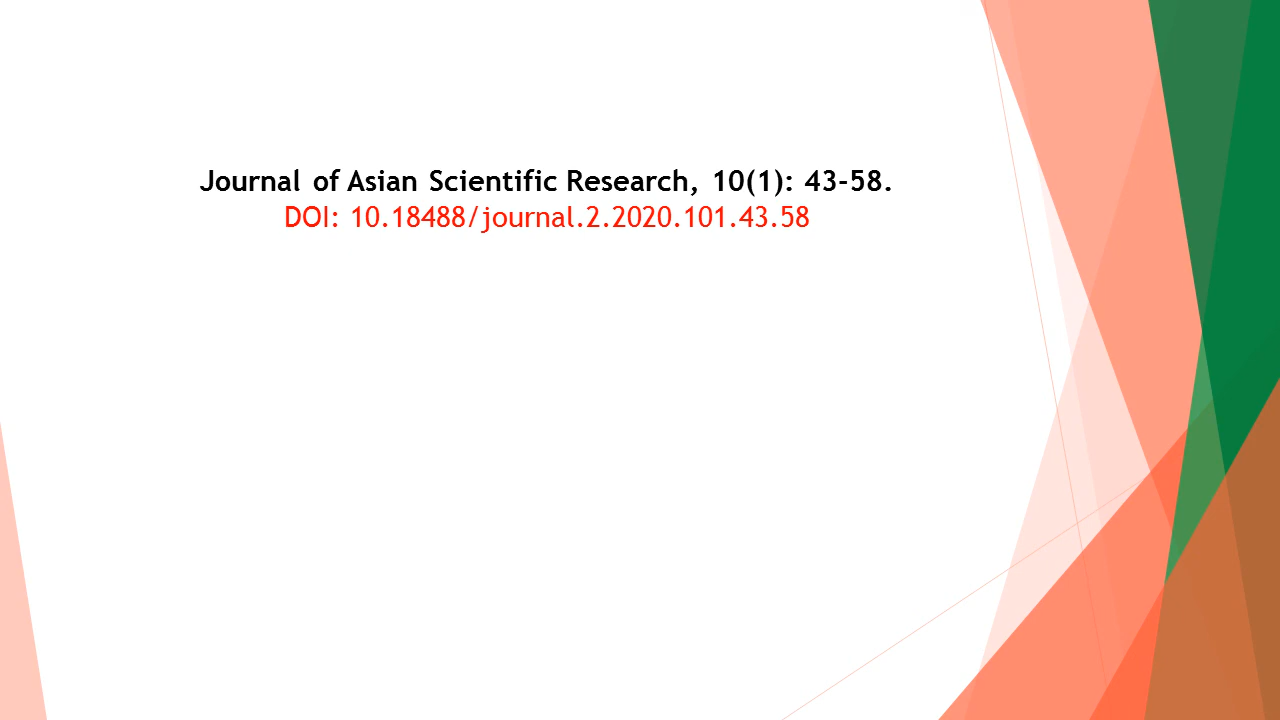 Journal of Asian Scientific Research, 10(1): 43-58.
DOI: 10.18488/journal.2.2020.101.43.58